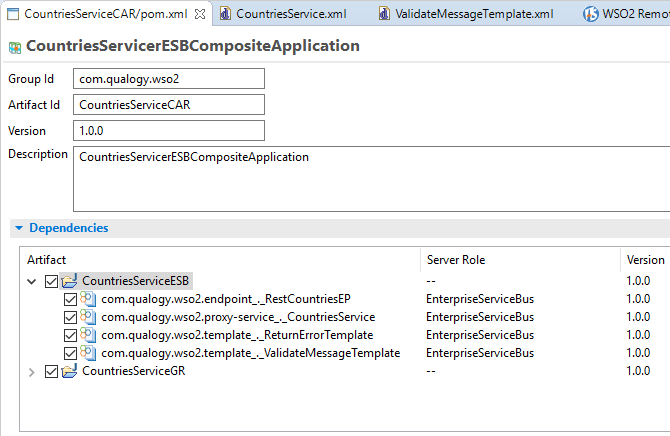 CountriesServiceCAR/pom.xml CountriesService.xml ValidateMessageTemplate.xml WSO2 Remo
CountriesServicerESBCompositeApplication
Group Id com.qualogy.wso2
Artifact Id CountriesServiceCAR
Version 1.0.0
Description CountriesServicerESBCompositeApplication
Dependencies
Artifact Server Role Version
CountriesServiceESB -- 1.0.0
com.qualogy.wso2.endpoint_._RestCountriesEP EnterpriseServiceBus 1.0.0
com.qualogy.wso2.proxy-service_._CountriesService EnterpriseServiceBus 1.0.0
com.qualogy.wso2.template_._ReturnErrorTemplate EnterpriseServiceBus 1.0.0
com.qualogy.wso2.template_._ValidateMessageTemplate EnterpriseServiceBus 1.0.0
CountriesServiceGR -- 1.0.0